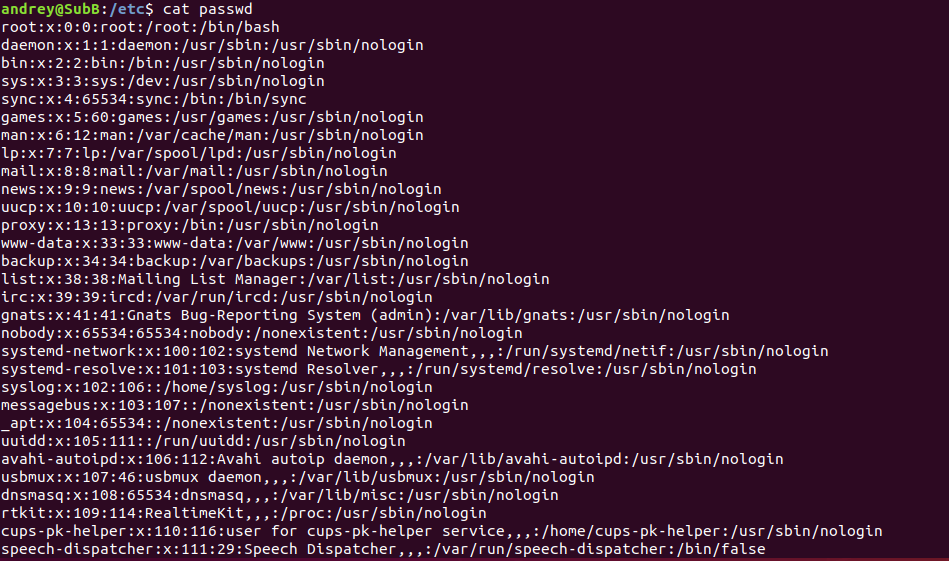 andrey@SubB:/etc$ cat passwd
root:x:0:0:root:/root:/bin/bash
daemon:x:1:1:daemon:/usr/sbin:/usr/sbin/nologin
bin:x:2:2:bin:/bin:/usr/sbin/nologin
sys:x:3:3:sys:/dev:/usr/sbin/nologin
sync:x:4:65534:sync:/bin:/bin/sync
games:x:5:60:games:/usr/games:/usr/sbin/nologin
man:x:6:12:man:/var/cache/man:/usr/sbin/nologin
lp:x:7:7:lp:/var/spool/lpd:/usr/sbin/nologin
mail:x:8:8:mail:/var/mail:/usr/sbin/nologin
news:x:9:9:news:/var/spool/news:/usr/sbin/nologin
uucp:x:10:10:uucp:/var/spool/uucp:/usr/sbin/nologin
proxy:x:13:13:proxy:/bin:/usr/sbin/nologin
www-data:x:33:33:www-data:/var/www:/usr/sbin/nologin
backup:x:34:34:backup:/var/backups:/usr/sbin/nologin
list:x:38:38:Mailing List Manager:/var/list:/usr/sbin/nologin
irc:x:39:39:ircd:/var/run/ircd:/usr/sbin/nologin
gnats:x:41:41:Gnats Bug-Reporting System (admin):/var/lib/gnats:/usr/sbin/nologin
nobody:x:65534:65534:nobody:/nonexistent:/usr/sbin/nologin
systemd-network:x:100:102:systemd Network Management,,,:/run/systemd/netif:/usr/sbin/nologin
systemd-resolve:x:101:103:systemd Resolver,,,:/run/systemd/resolve:/usr/sbin/nologin
syslog:x:102:106::/home/syslog:/usr/sbin/nologin
messagebus:x:103:107::/nonexistent:/usr/sbin/nologin
_apt:x:104:65534::/nonexistent:/usr/sbin/nologin
uuidd:x:105:111::/run/uuidd:/usr/sbin/nologin
avahi-autoipd:x:106:112:Avahi autoip daemon,,,:/var/lib/avahi-autoipd:/usr/sbin/nologin
usbmux:x:107:46:usbmux daemon,,,:/var/lib/usbmux:/usr/sbin/nologin
dnsmasq:x:108:65534:dnsmasq,,,:/var/lib/misc:/usr/sbin/nologin
rtkit:x:109:114:RealtimeKit,,,:/proc:/usr/sbin/nologin
cups-pk-helper:x:110:116:user for cups-pk-helper service,,,:/home/cups-pk-helper:/usr/sbin/nologin
speech-dispatcher:x:111:29:Speech Dispatcher,,,:/var/run/speech-dispatcher:/bin/false